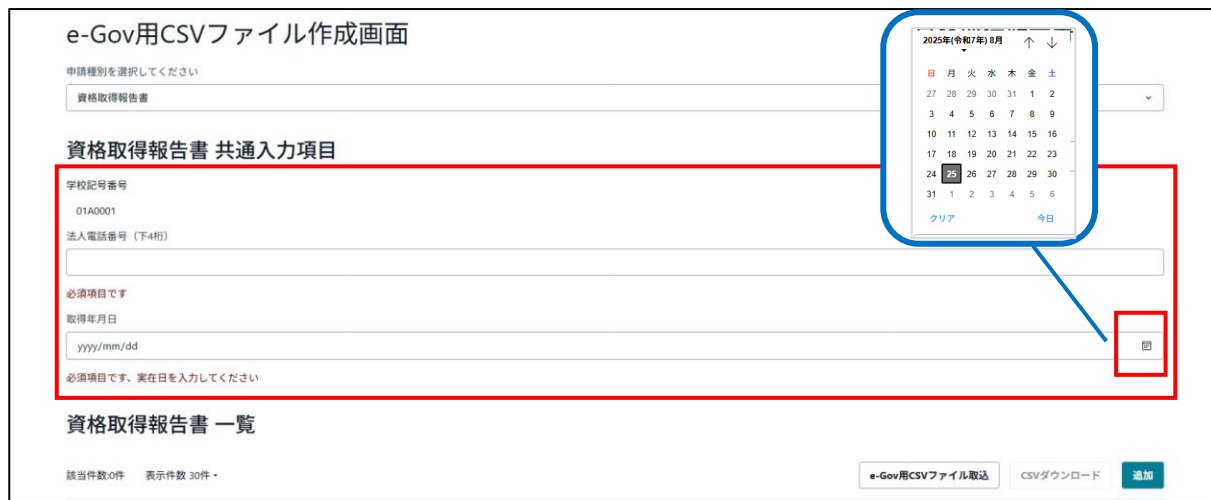 e-Gov用CSVファイル作成画面
申請種別を選択してください
資格取得報告書
資格取得報告書 共通入力項目
学校記号番号
01A0001
法人電話番号（下4桁）
必須項目です
取得年月日
yyyy/mm/dd
必須項目です、実在日を入力してください
2025年(令和7年) 8月
日 月 火 水 木 金 土
27 28 29 30 31 1 2
3 4 5 6 7 8 9
10 11 12 13 14 15 16
17 18 19 20 21 22 23
24 25 26 27 28 29 30
31 1 2 3 4 5 6
クリア 今日
資格取得報告書 一覧
該当件数:0件 表示件数 30件
e-Gov用CSVファイル取込 CSVダウンロード 追加